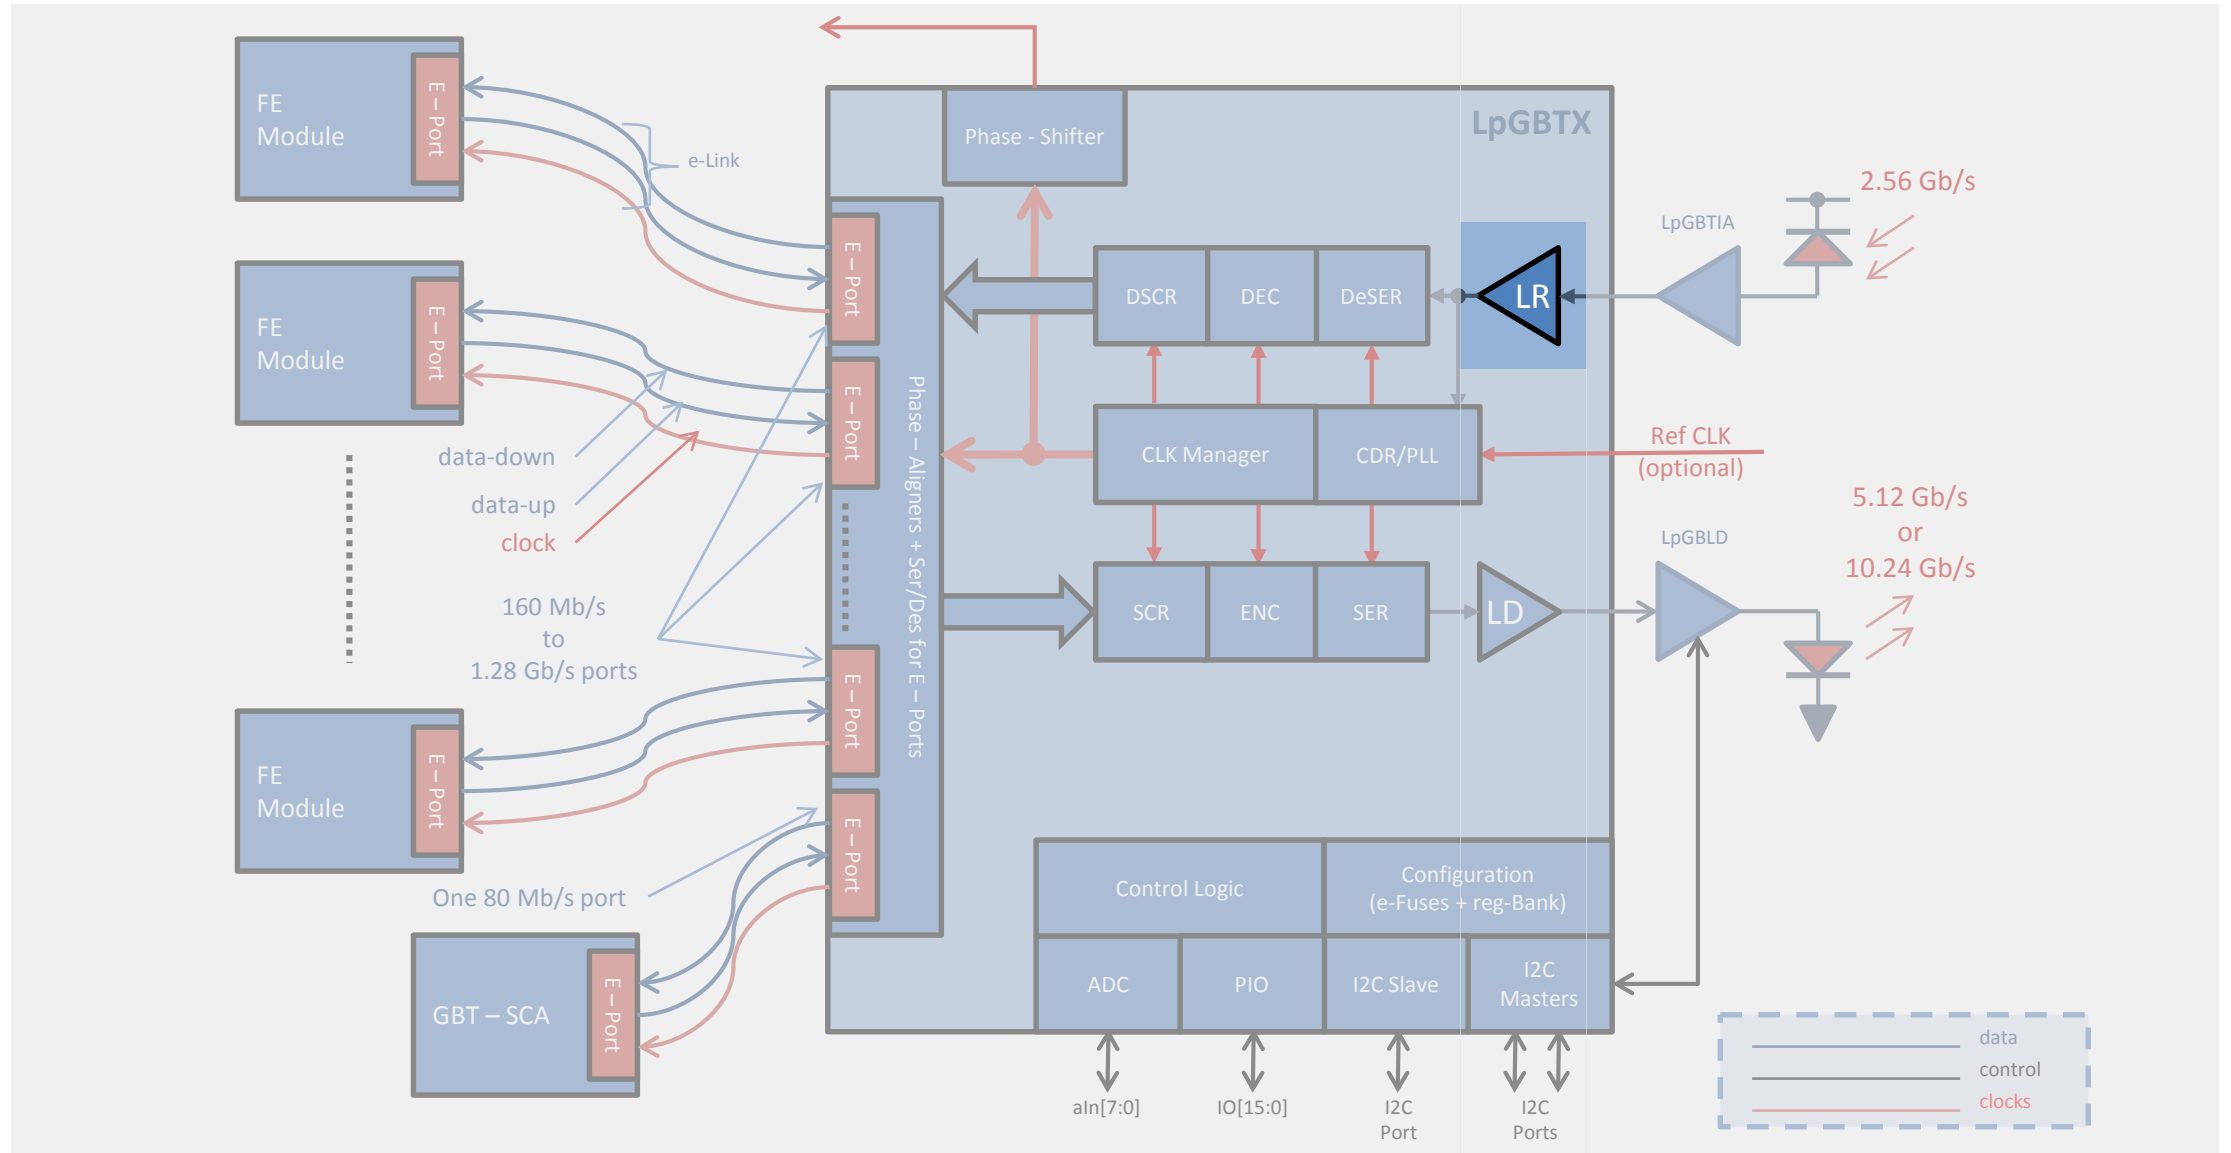 FE
Module
E – Port
e-Link
FE
Module
E – Port
data-down
data-up
clock
160 Mb/s
to
1.28 Gb/s ports
FE
Module
E – Port
One 80 Mb/s port
GBT – SCA
E – Port
LpGBTX
Phase - Shifter
E – Port
E – Port
E – Port
E – Port
Phase – Aligners + Ser/Des for E – Ports
DSCR
DEC
DeSER
LR
CLK Manager
CDR/PLL
SCR
ENC
SER
LD
Control Logic
Configuration
(e-Fuses + reg-Bank)
ADC
PIO
I2C Slave
I2C
Masters
aIn[7:0]
IO[15:0]
I2C
Port
I2C
Ports
LpGBTIA
2.56 Gb/s
Ref CLK
(optional)
LpGBLD
5.12 Gb/s
or
10.24 Gb/s
data
control
clocks